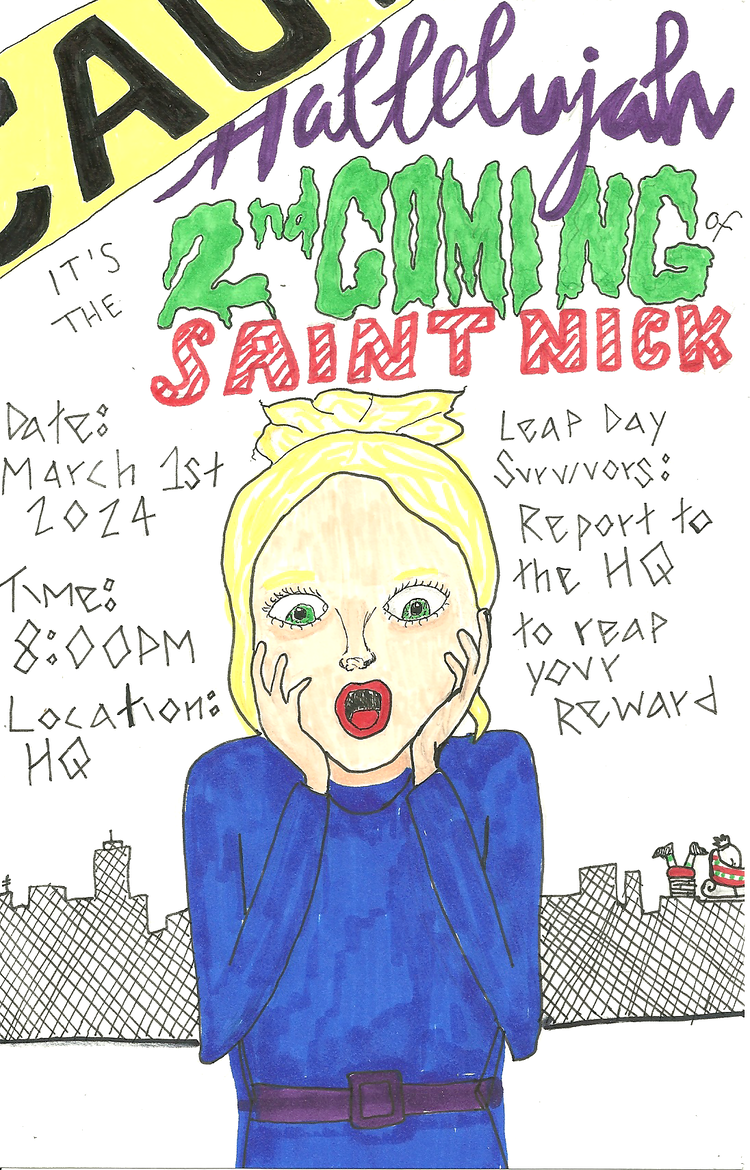 CAU
Hallelujah
IT'S THE
2nd COMING of
SAINT NICK
Date:
March 1st
2024
Time:
8:00PM
Location:
HQ
Leap Day
Survivors:
Report to
the HQ
to reap
your
Reward